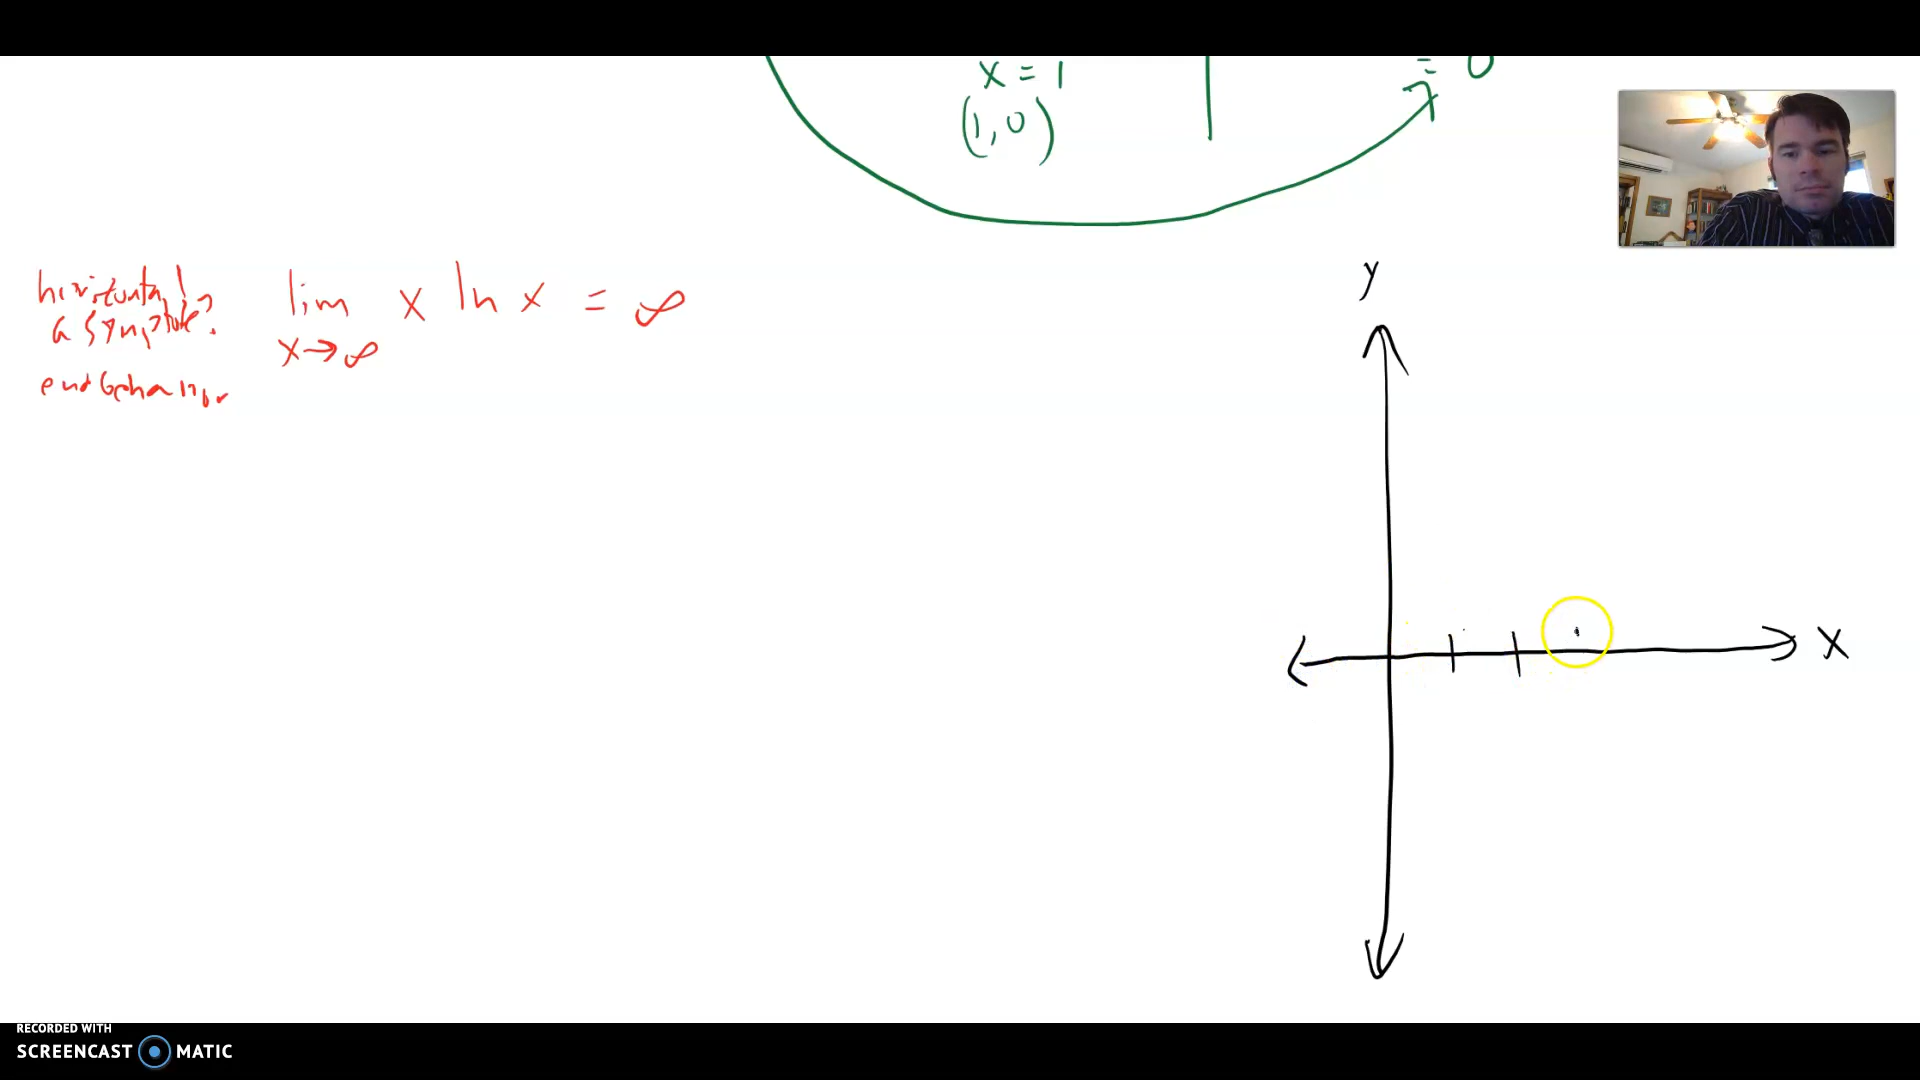 x = 1
= 0
(1, 0)
y
horizontal
asymptote?
lim x ln x = ∞
x→∞
end behavior
x
RECORDED WITH
SCREENCAST MATIC